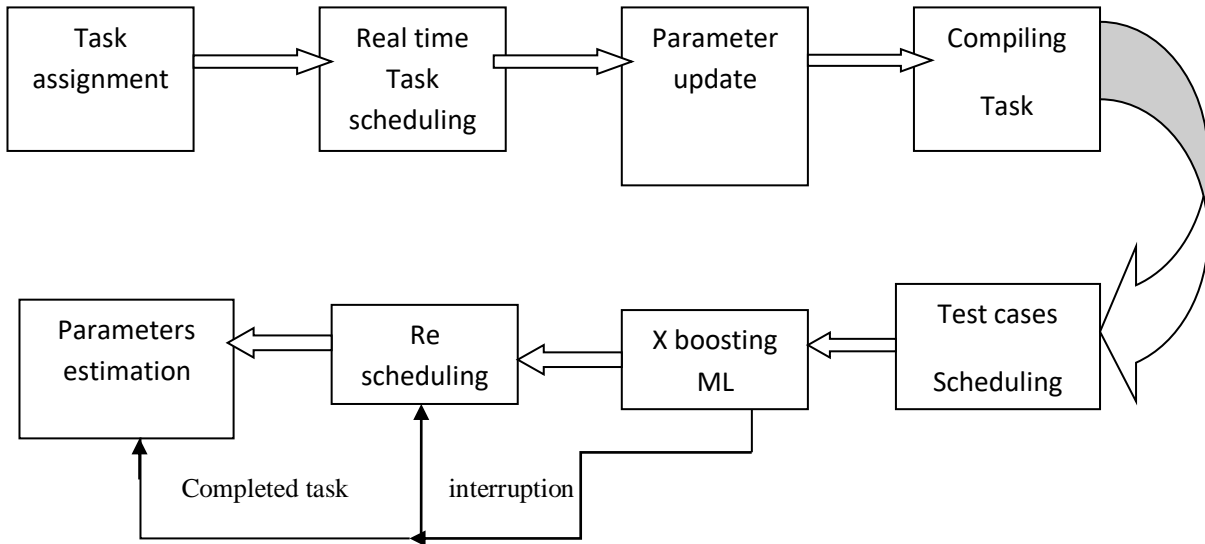 Task
assignment
Real time
Task
scheduling
Parameter
update
Compiling
Task
Test cases
Scheduling
X boosting
ML
Re
scheduling
Parameters
estimation
Completed task
interruption